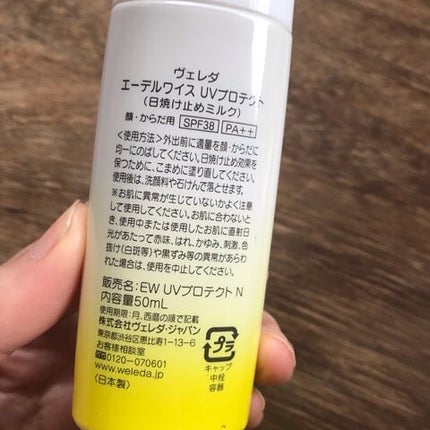 ヴェレダ
エーデルワイス UVプロテクト
(日焼け止めミルク)
顔・からだ用 SPF38 PA++
<使用方法>外出前に適量を顔・からだに
均一にのばしてください。日焼け止め効果を
保つために、こまめに塗り直してください。
使用後は、洗顔料や石けんで落とせます。
※お肌に異常が生じていないかよく注意
して使用してください。お肌に合わないと
き、使用中または使用したお肌に直射日
光があたって赤味、はれ、かゆみ、刺激、色
抜け(白斑等)や黒ずみ等の異常があらわ
れた場合は、使用を中止してください。
販売名:EW UVプロテクト N
内容量50mL
使用期限:月,西暦の順で記載
株式会社ヴェレダ・ジャパン
東京都渋谷区恵比寿1-13-6
お客様相談室
0120-070601
www.weleda.jp
<日本製>
プラ
キャップ
中栓
容器